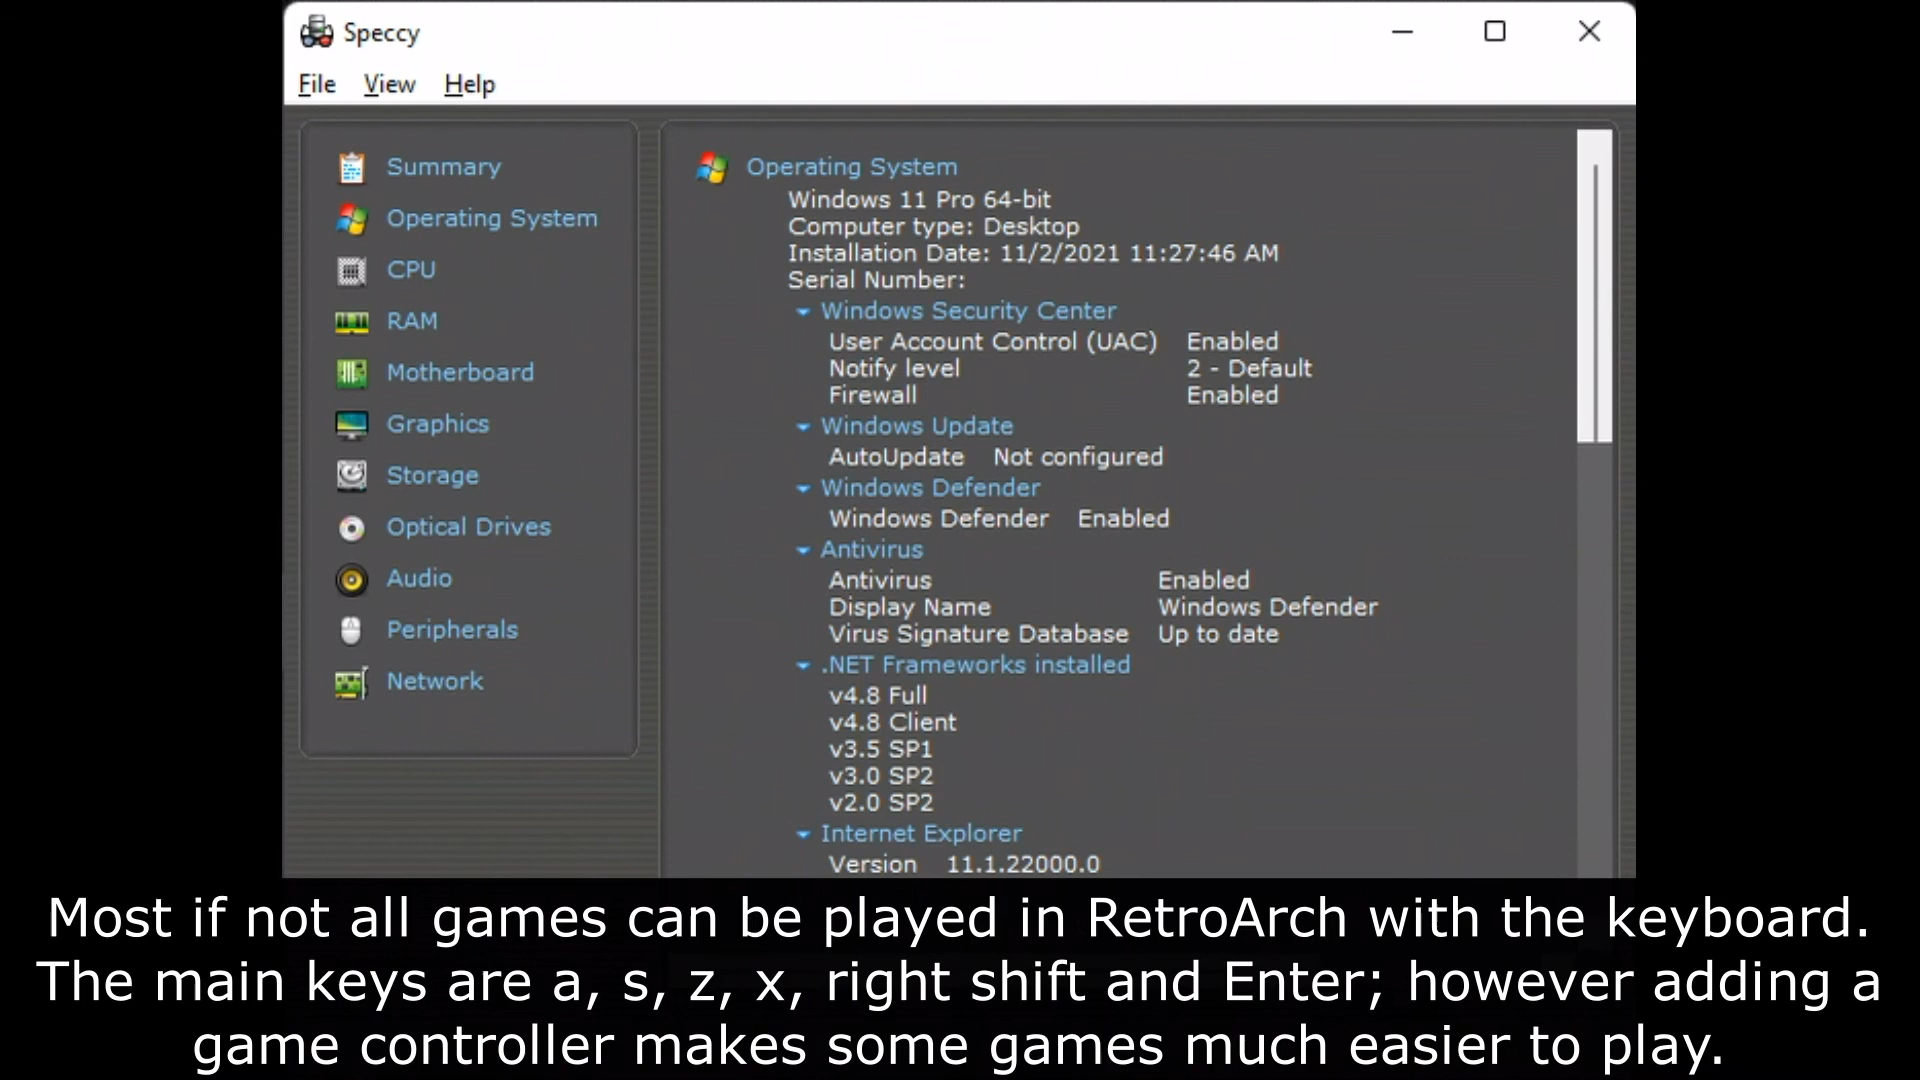 Speccy
File View Help
Summary
Operating System
CPU
RAM
Motherboard
Graphics
Storage
Optical Drives
Audio
Peripherals
Network
Operating System
Windows 11 Pro 64-bit
Computer type: Desktop
Installation Date: 11/2/2021 11:27:46 AM
Serial Number:
Windows Security Center
User Account Control (UAC) Enabled
Notify level 2 - Default
Firewall Enabled
Windows Update
AutoUpdate Not configured
Windows Defender
Windows Defender Enabled
Antivirus
Antivirus Enabled
Display Name Windows Defender
Virus Signature Database Up to date
.NET Frameworks installed
v4.8 Full
v4.8 Client
v3.5 SP1
v3.0 SP2
v2.0 SP2
Internet Explorer
Version 11.1.22000.0
Most if not all games can be played in RetroArch with the keyboard.
The main keys are a, s, z, x, right shift and Enter; however adding a
game controller makes some games much easier to play.